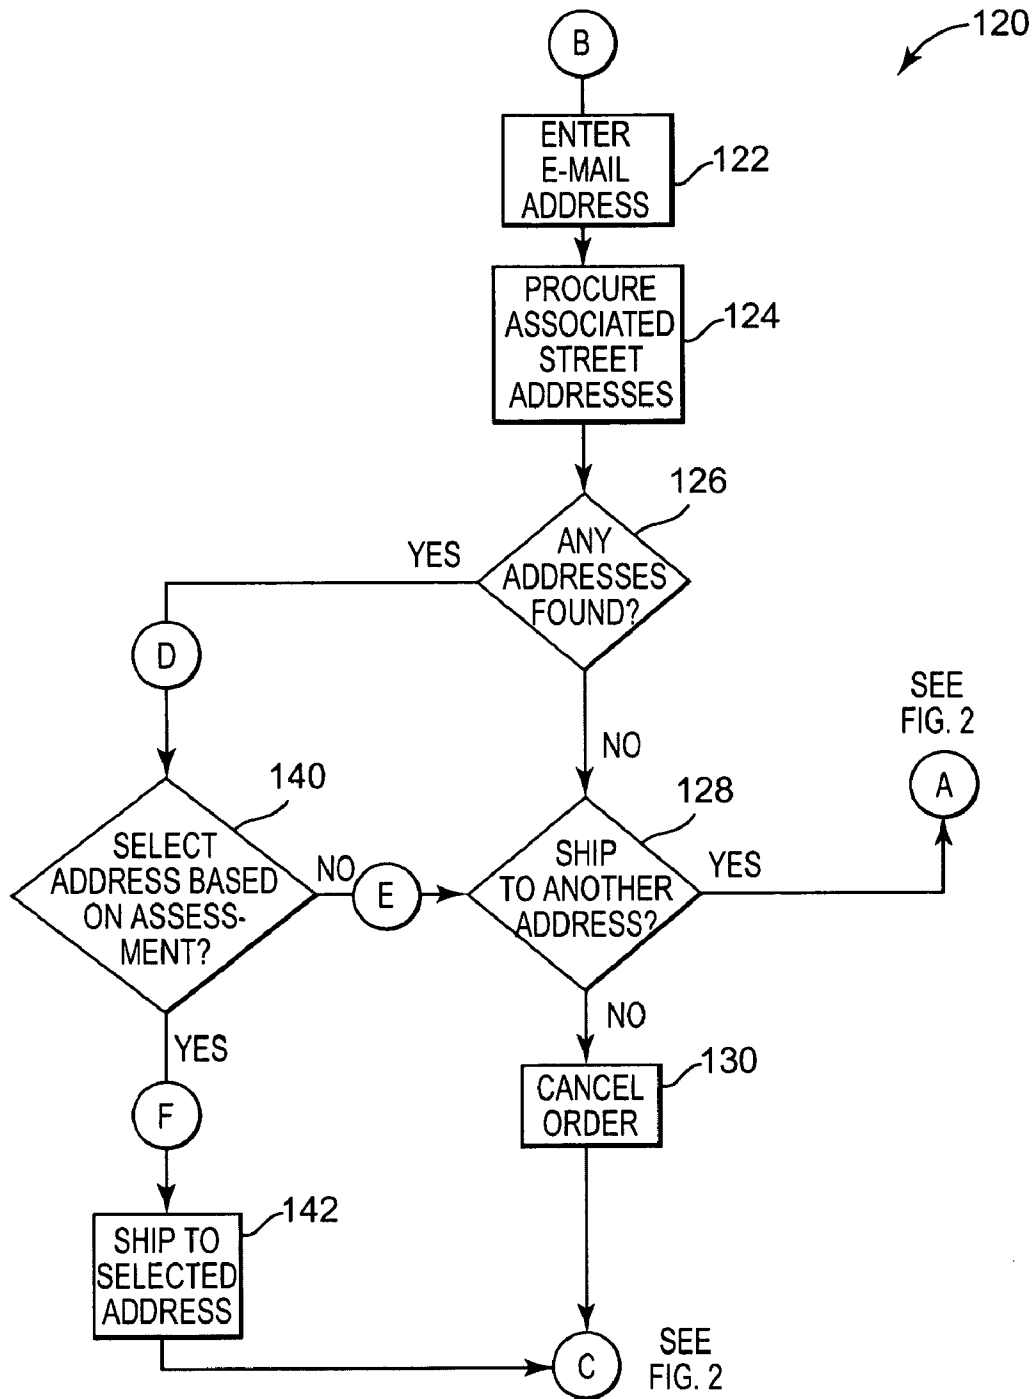 120
B
ENTER
E-MAIL
ADDRESS
122
PROCURE
ASSOCIATED
STREET
ADDRESSES
124
126
ANY
ADDRESSES
FOUND?
YES
D
NO
SEE
FIG. 2
A
140
SELECT
ADDRESS BASED
ON ASSESS-
MENT?
NO
E
128
SHIP
TO ANOTHER
ADDRESS?
YES
YES
NO
F
130
CANCEL
ORDER
142
SHIP TO
SELECTED
ADDRESS
C
SEE
FIG. 2